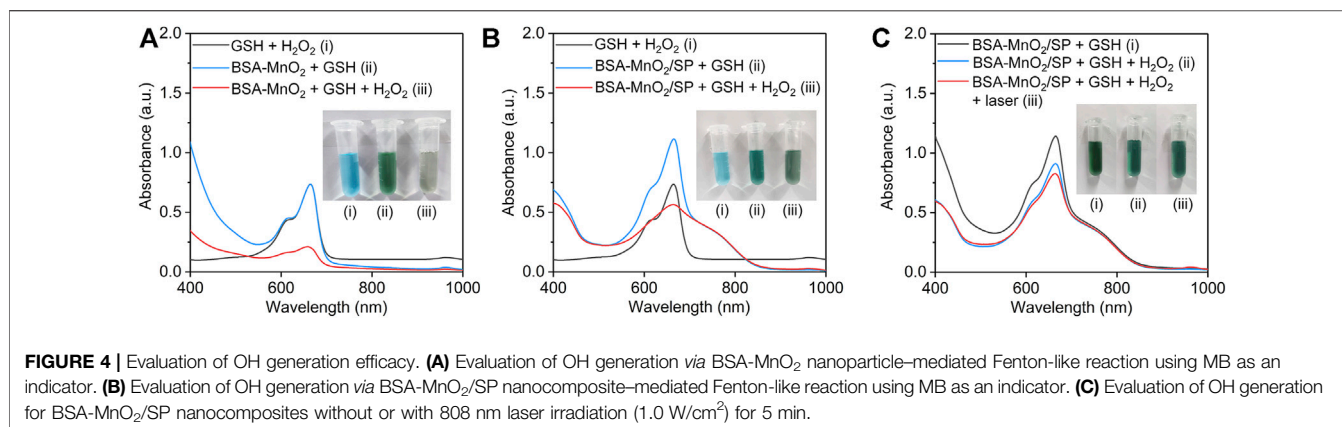 A
2.0
1.5
1.0
0.5
0.0
Absorbance (a.u.)
GSH + H₂O₂ (i)
BSA-MnO₂ + GSH (ii)
BSA-MnO₂ + GSH + H₂O₂ (iii)
(i) (ii) (iii)
400 600 800 1000
Wavelength (nm)
B
2.0
1.5
1.0
0.5
0.0
Absorbance (a.u.)
GSH + H₂O₂ (i)
BSA-MnO₂/SP + GSH (ii)
BSA-MnO₂/SP + GSH + H₂O₂ (iii)
(i) (ii) (iii)
400 600 800 1000
Wavelength (nm)
C
2.0
1.5
1.0
0.5
0.0
Absorbance (a.u.)
BSA-MnO₂/SP + GSH (i)
BSA-MnO₂/SP + GSH + H₂O₂ (ii)
BSA-MnO₂/SP + GSH + H₂O₂
+ laser (iii)
(i) (ii) (iii)
400 600 800 1000
Wavelength (nm)
FIGURE 4 | Evaluation of OH generation efficacy. (A) Evaluation of OH generation via BSA-MnO₂ nanoparticle–mediated Fenton-like reaction using MB as an
indicator. (B) Evaluation of OH generation via BSA-MnO₂/SP nanocomposite–mediated Fenton-like reaction using MB as an indicator. (C) Evaluation of OH generation
for BSA-MnO₂/SP nanocomposites without or with 808 nm laser irradiation (1.0 W/cm²) for 5 min.